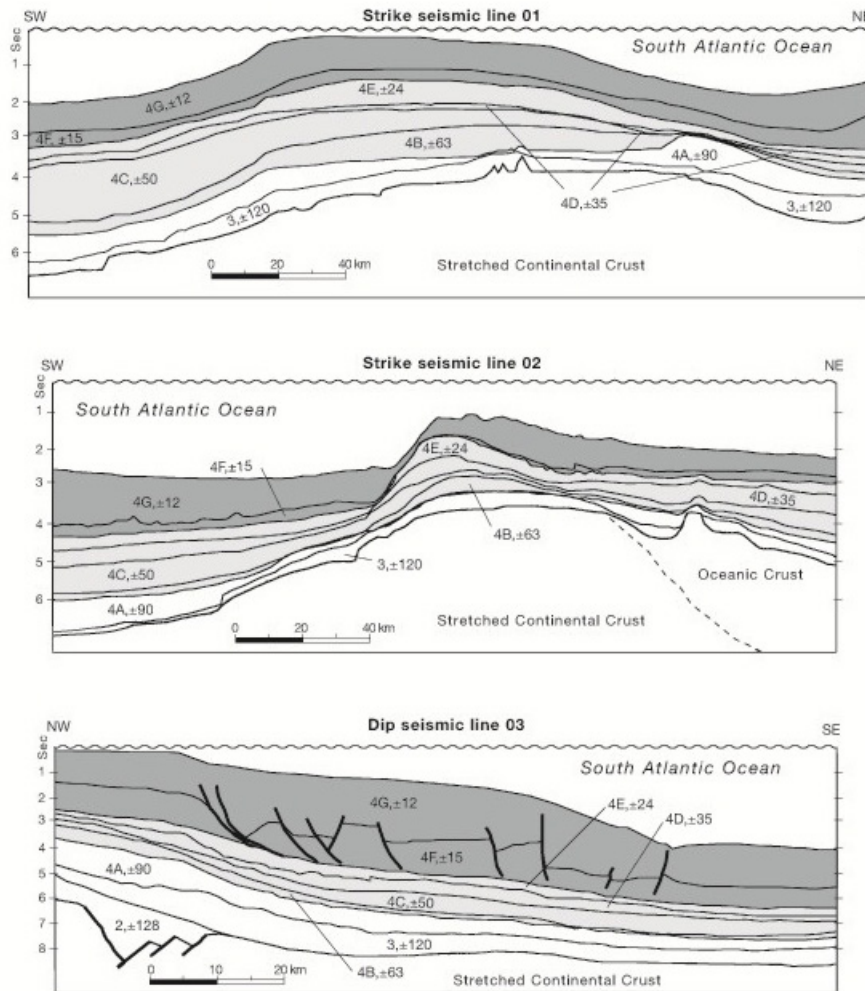 Strike seismic line 01
SW
NE
Sec
South Atlantic Ocean
1
2
3
4
5
6
4G,±12
4E,±24
4F, ±15
4B, ±63
4C, ±50
4A,±90
4D,±35
3,±120
3,±120
0 20 40 km
Stretched Continental Crust
Strike seismic line 02
SW
NE
Sec
South Atlantic Ocean
1
2
3
4
5
6
4F,±15
4E,±24
4G,±12
4D,±35
4B,±63
4C,±50
3,±120
4A,±90
Oceanic Crust
0 20 40 km
Stretched Continental Crust
Dip seismic line 03
NW
SE
Sec
South Atlantic Ocean
1
2
3
4
5
6
7
8
4G,±12
4E,±24
4D,±35
4F,±15
4A,±90
4C,±50
2,±128
3,±120
4B,±63
0 10 20 km
Stretched Continental Crust